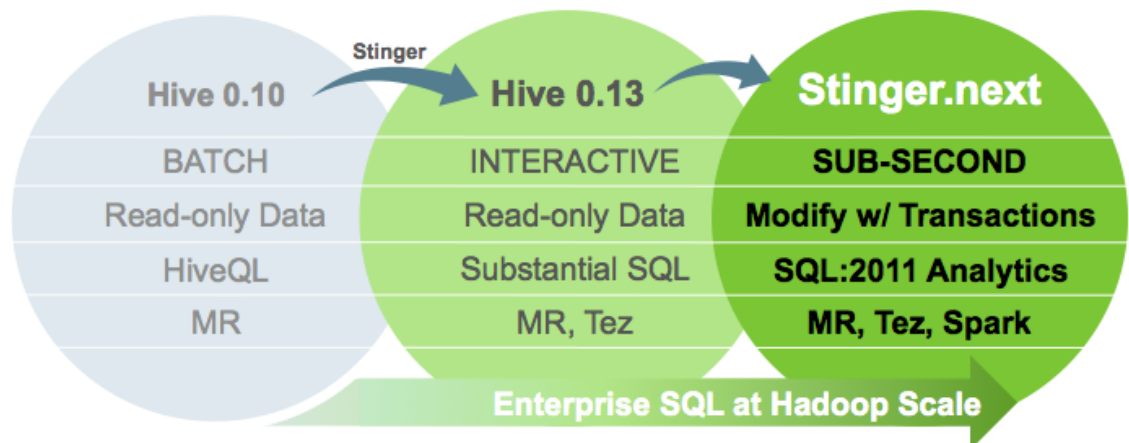 Stinger
Hive 0.10
Hive 0.13
Stinger.next
BATCH
INTERACTIVE
SUB-SECOND
Read-only Data
Read-only Data
Modify w/ Transactions
HiveQL
Substantial SQL
SQL:2011 Analytics
MR
MR, Tez
MR, Tez, Spark
Enterprise SQL at Hadoop Scale